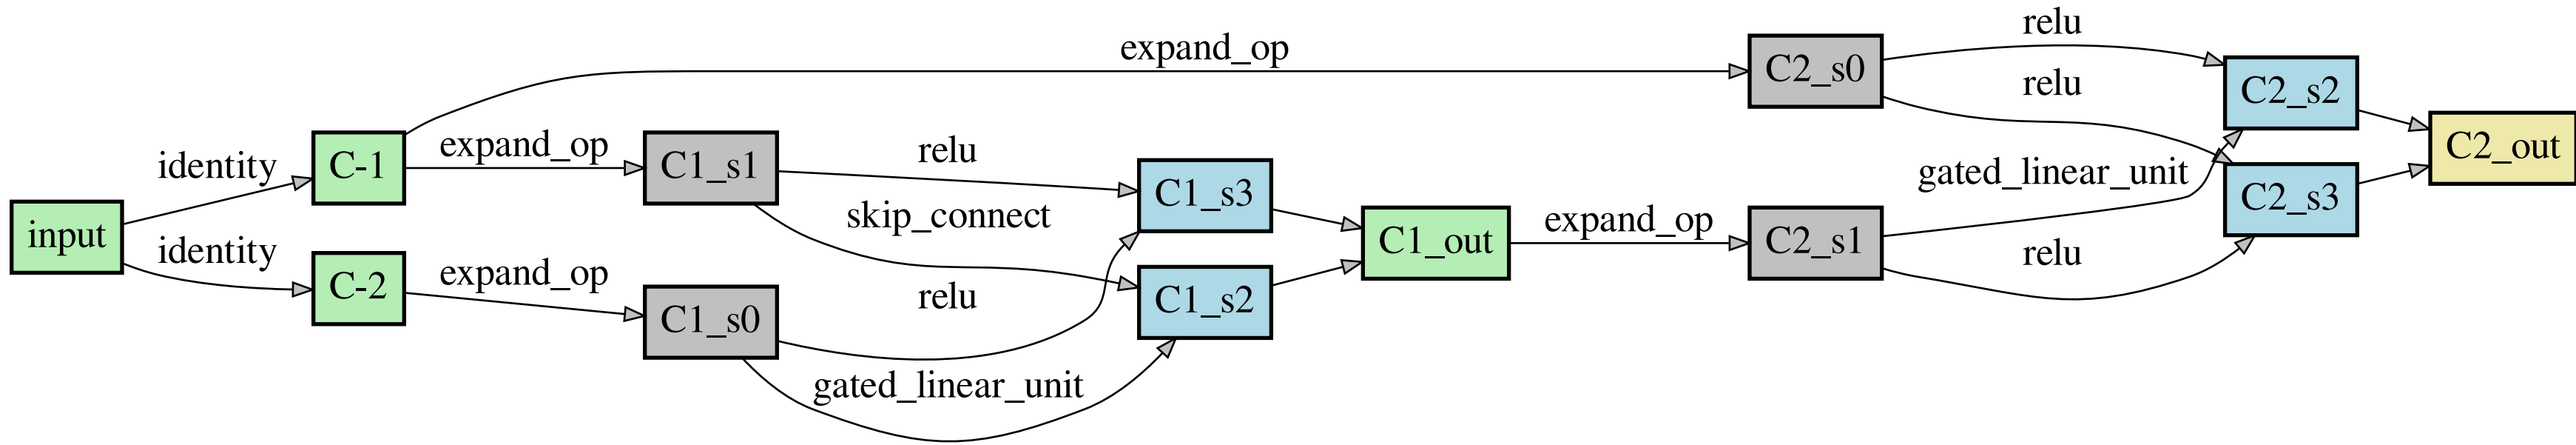 input
identity
identity
C-1
C-2
expand_op
expand_op
expand_op
C1_s1
C1_s0
relu
skip_connect
relu
gated_linear_unit
C1_s3
C1_s2
C1_out
expand_op
C2_s0
C2_s1
relu
relu
gated_linear_unit
relu
C2_s2
C2_s3
C2_out